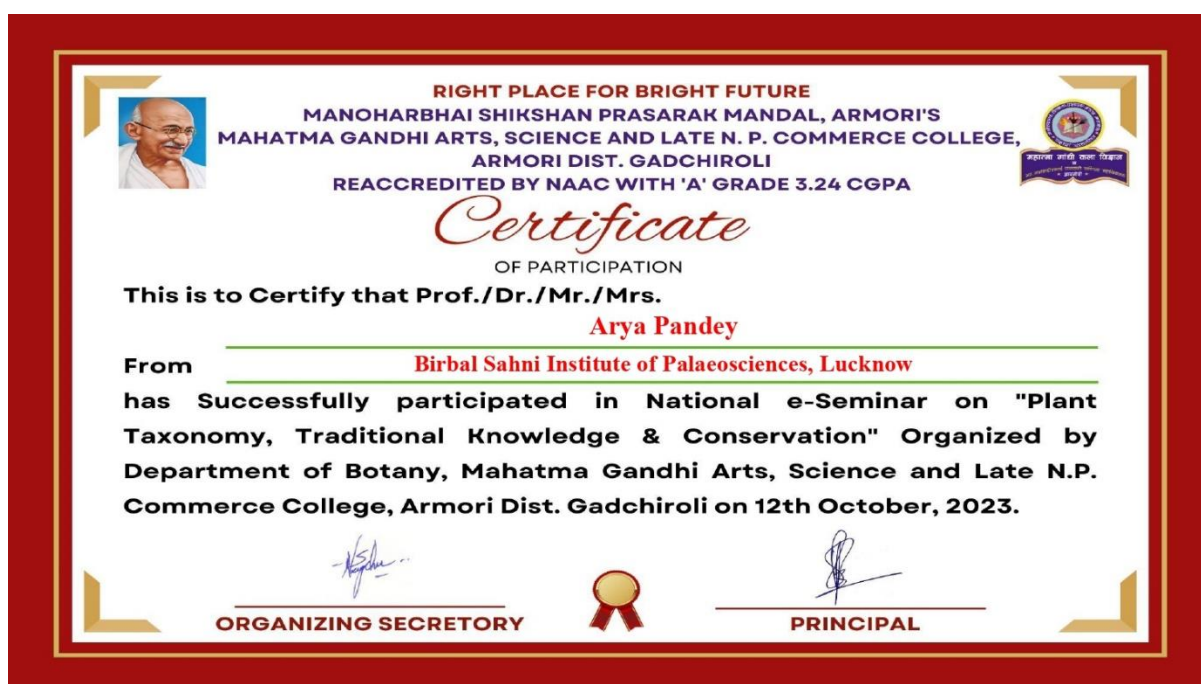 RIGHT PLACE FOR BRIGHT FUTURE
MANOHARBHAI SHIKSHAN PRASARAK MANDAL, ARMORI'S
MAHATMA GANDHI ARTS, SCIENCE AND LATE N. P. COMMERCE COLLEGE,
ARMORI DIST. GADCHIROLI
REACCREDITED BY NAAC WITH 'A' GRADE 3.24 CGPA
महात्मा गांधी कला विज्ञान
Certificate
OF PARTICIPATION
This is to Certify that Prof./Dr./Mr./Mrs.
Arya Pandey
From Birbal Sahni Institute of Palaeosciences, Lucknow
has Successfully participated in National e-Seminar on "Plant
Taxonomy, Traditional Knowledge & Conservation" Organized by
Department of Botany, Mahatma Gandhi Arts, Science and Late N.P.
Commerce College, Armori Dist. Gadchiroli on 12th October, 2023.
ORGANIZING SECRETORY PRINCIPAL